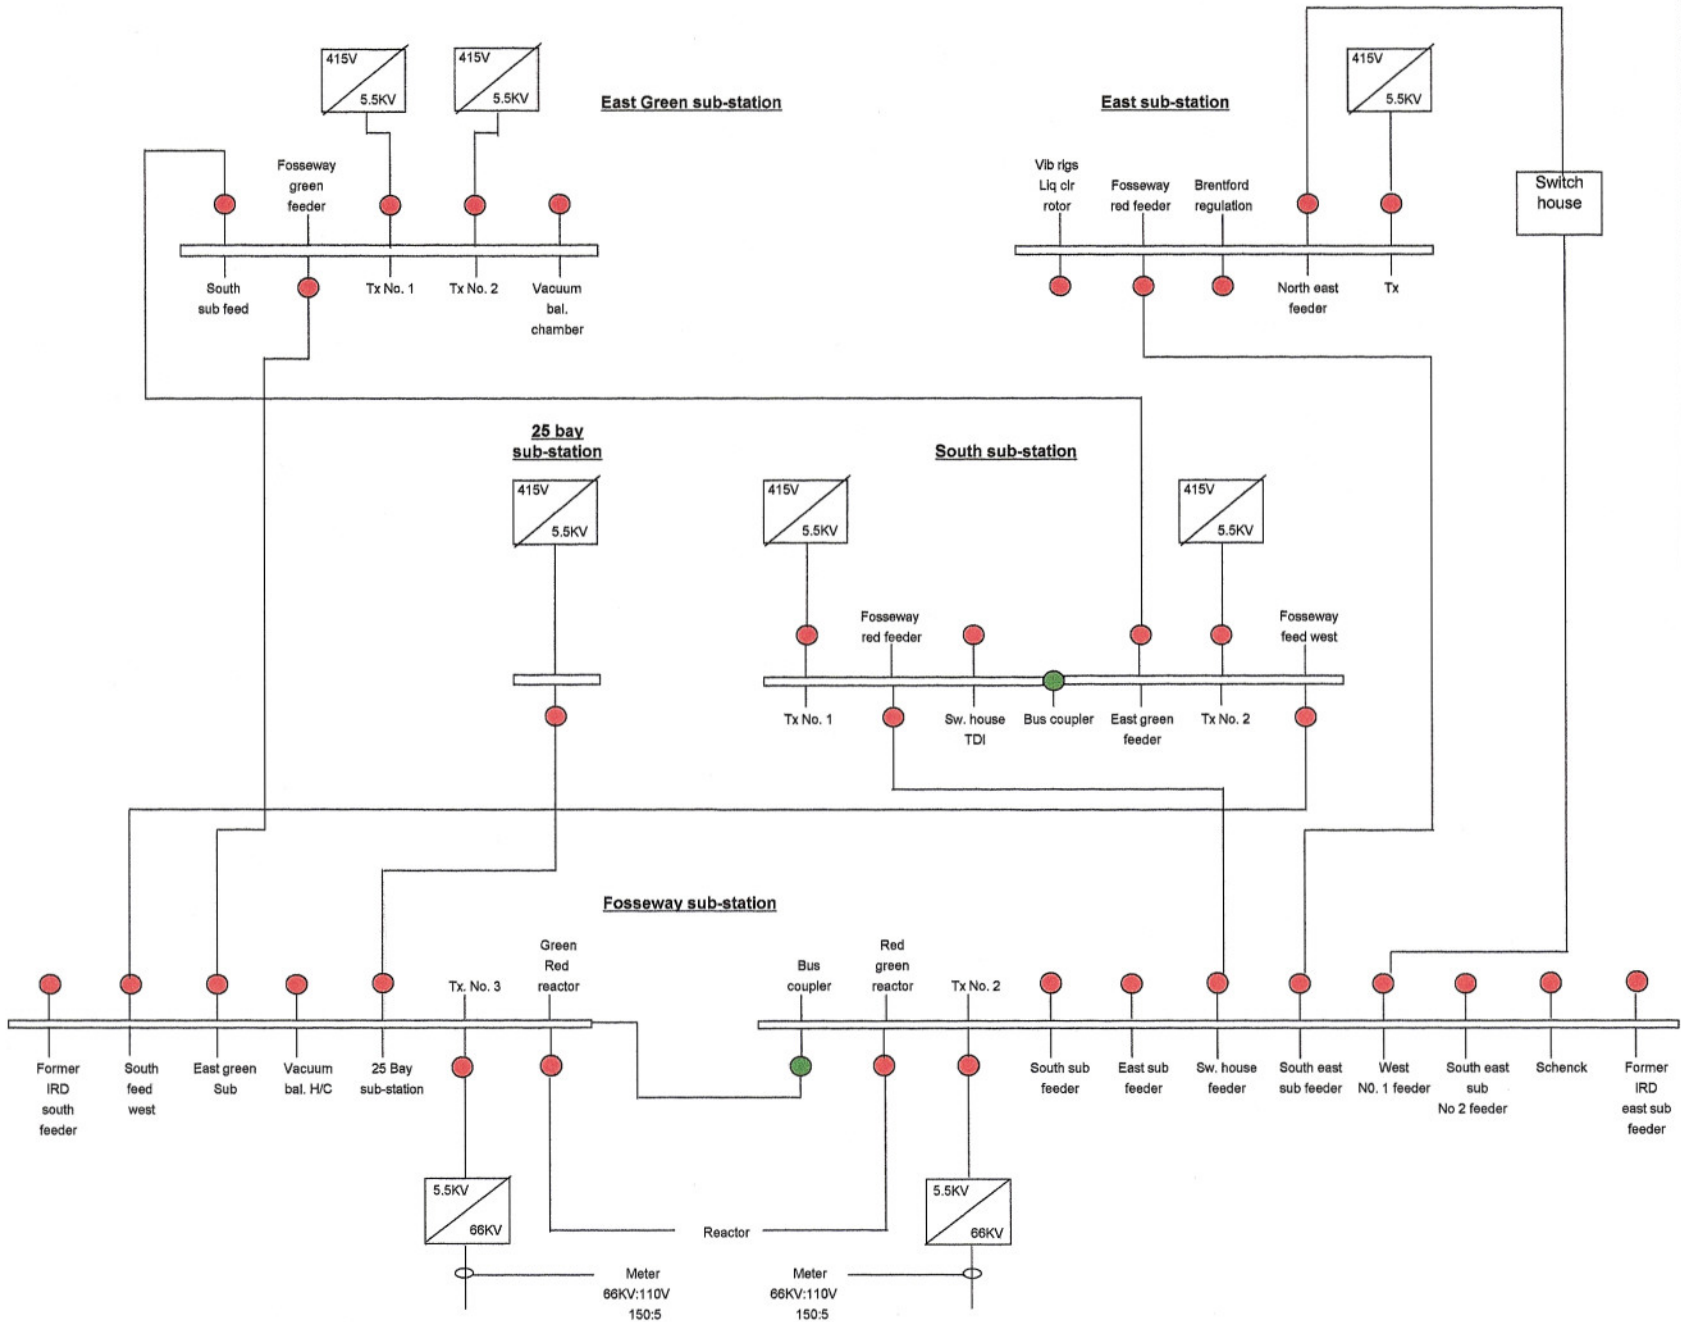 415V
5.5KV
415V
5.5KV
East Green sub-station
East sub-station
415V
5.5KV
Fosseway
green
feeder
Vib rigs
Liq clr
rotor
Fosseway
red feeder
Brentford
regulation
Switch
house
South
sub feed
Tx No. 1
Tx No. 2
Vacuum
bal.
chamber
North east
feeder
Tx
25 bay
sub-station
South sub-station
415V
5.5KV
415V
5.5KV
415V
5.5KV
Fosseway
red feeder
Fosseway
feed west
Tx No. 1
Sw. house
TDI
Bus coupler
East green
feeder
Tx No. 2
Fosseway sub-station
Tx. No. 3
Green
Red
reactor
Bus
coupler
Red
green
reactor
Tx No. 2
Former
IRD
south
feeder
South
feed
west
East green
Sub
Vacuum
bal. H/C
25 Bay
sub-station
South sub
feeder
East sub
feeder
Sw. house
feeder
South east
sub feeder
West
N0. 1 feeder
South east
sub
No 2 feeder
Schenck
Former
IRD
east sub
feeder
5.5KV
66KV
Reactor
5.5KV
66KV
Meter
66KV:110V
150:5
Meter
66KV:110V
150:5